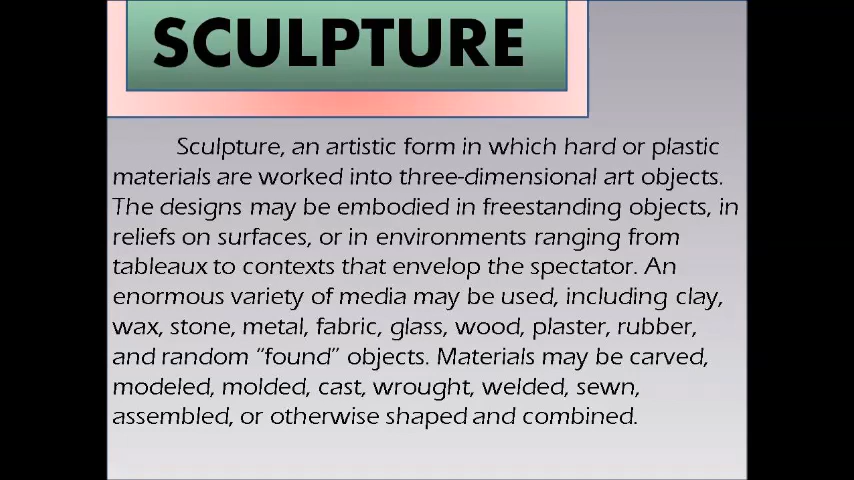 SCULPTURE
Sculpture, an artistic form in which hard or plastic
materials are worked into three-dimensional art objects.
The designs may be embodied in freestanding objects, in
reliefs on surfaces, or in environments ranging from
tableaux to contexts that envelop the spectator. An
enormous variety of media may be used, including clay,
wax, stone, metal, fabric, glass, wood, plaster, rubber,
and random “found” objects. Materials may be carved,
modeled, molded, cast, wrought, welded, sewn,
assembled, or otherwise shaped and combined.